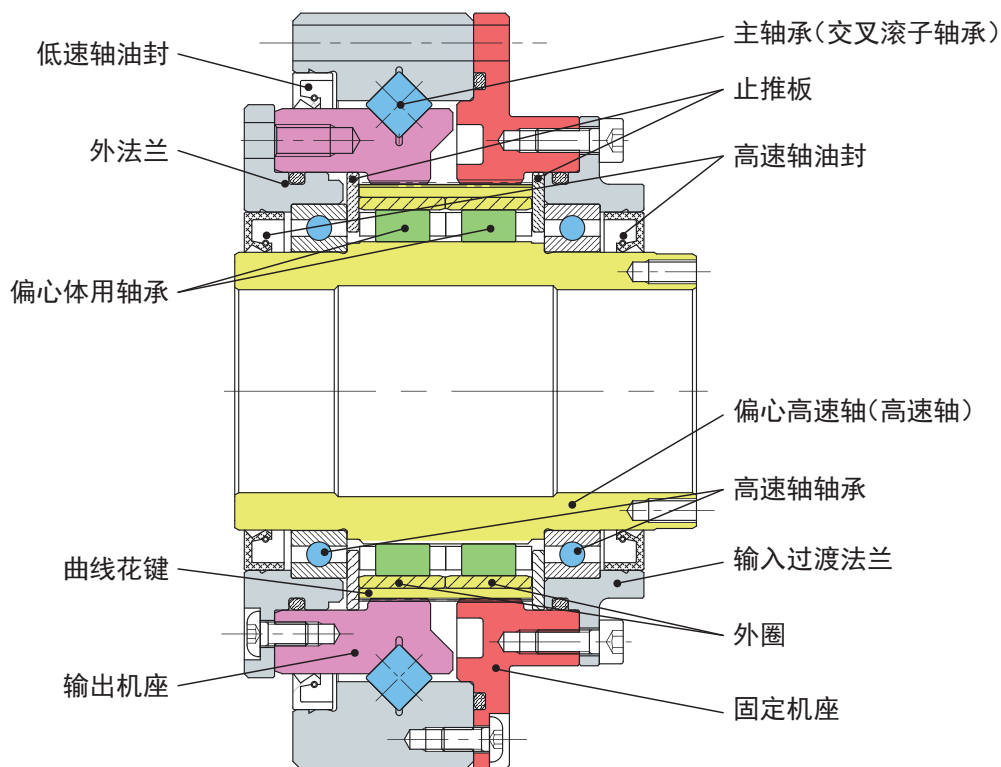 低速轴油封
外法兰
偏心体用轴承
曲线花键
输出机座
主轴承(交叉滚子轴承)
止推板
高速轴油封
偏心高速轴(高速轴)
高速轴轴承
输入过渡法兰
外圈
固定机座